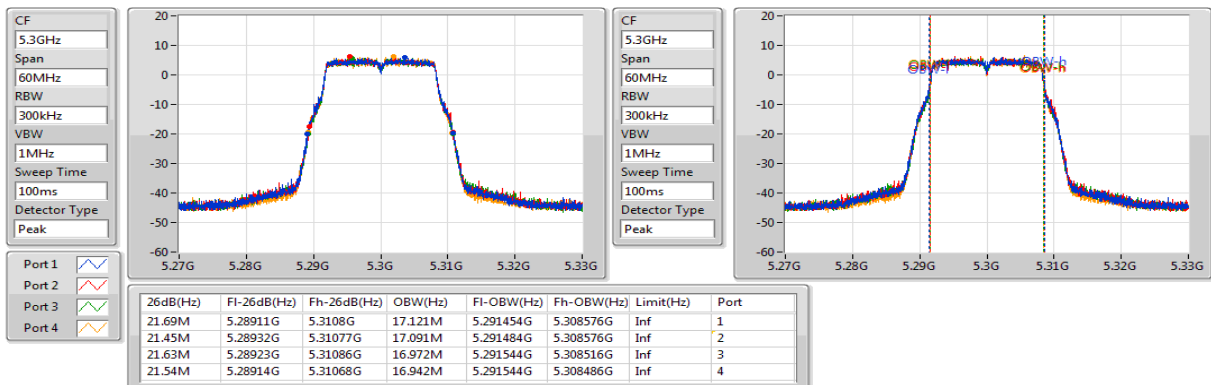 CF
5.3GHz
Span
60MHz
RBW
300kHz
VBW
1MHz
Sweep Time
100ms
Detector Type
Peak
20
10
0
-10
-20
-30
-40
-50
-60
5.27G 5.28G 5.29G 5.3G 5.31G 5.32G 5.33G
CF
5.3GHz
Span
60MHz
RBW
300kHz
VBW
1MHz
Sweep Time
100ms
Detector Type
Peak
20
10
0
-10
-20
-30
-40
-50
-60
OBW-l OBW-h
5.27G 5.28G 5.29G 5.3G 5.31G 5.32G 5.33G
Port 1
Port 2
Port 3
Port 4
26dB(Hz) Fl-26dB(Hz) Fh-26dB(Hz) OBW(Hz) Fl-OBW(Hz) Fh-OBW(Hz) Limit(Hz) Port
21.69M 5.28911G 5.3108G 17.121M 5.291454G 5.308576G Inf 1
21.45M 5.28932G 5.31077G 17.091M 5.291484G 5.308576G Inf 2
21.63M 5.28923G 5.31086G 16.972M 5.291544G 5.308516G Inf 3
21.54M 5.28914G 5.31068G 16.942M 5.291544G 5.308486G Inf 4